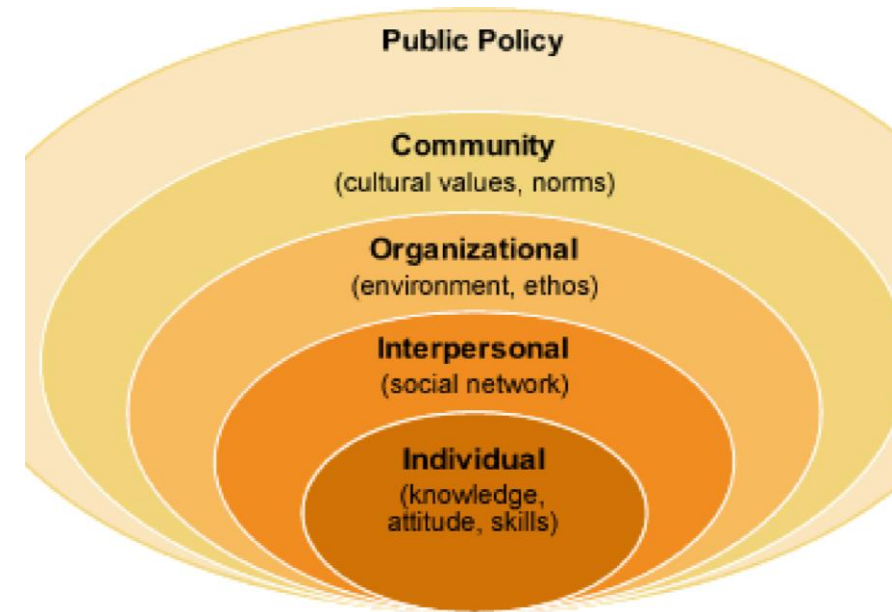 Public Policy
Community
(cultural values, norms)
Organizational
(environment, ethos)
Interpersonal
(social network)
Individual
(knowledge,
attitude, skills)